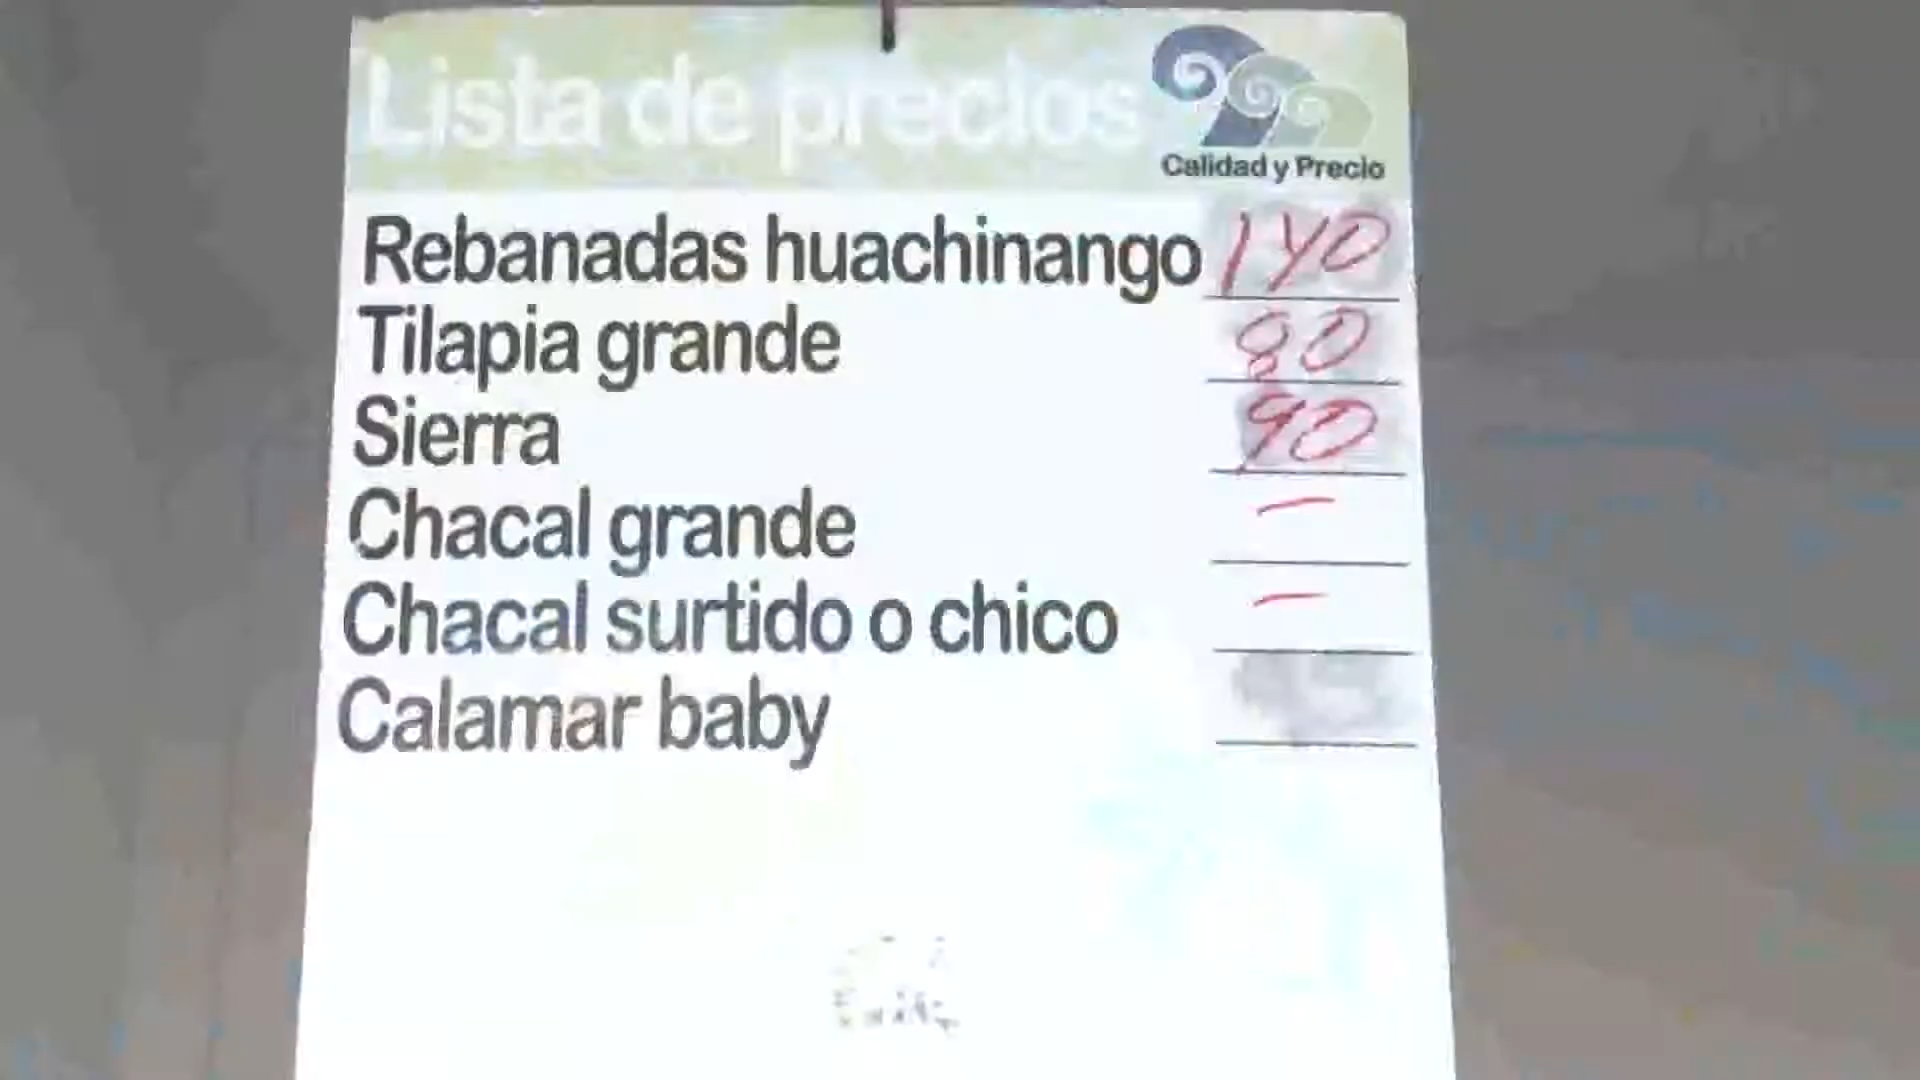 Lista de precios
Calidad y Precio
Rebanadas huachinango 140
Tilapia grande 80
Sierra 90
Chacal grande –
Chacal surtido o chico –
Calamar baby